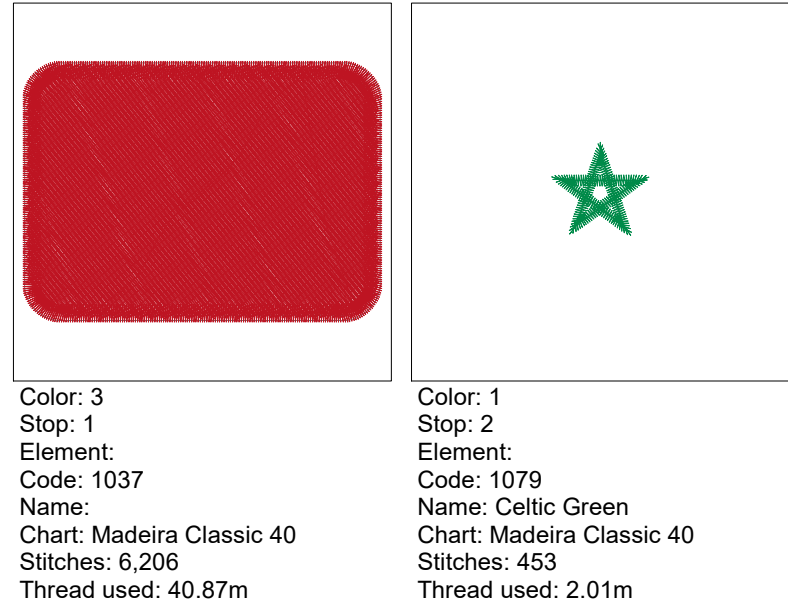 Color: 3
Stop: 1
Element:
Code: 1037
Name:
Chart: Madeira Classic 40
Stitches: 6,206
Thread used: 40.87m
Color: 1
Stop: 2
Element:
Code: 1079
Name: Celtic Green
Chart: Madeira Classic 40
Stitches: 453
Thread used: 2.01m